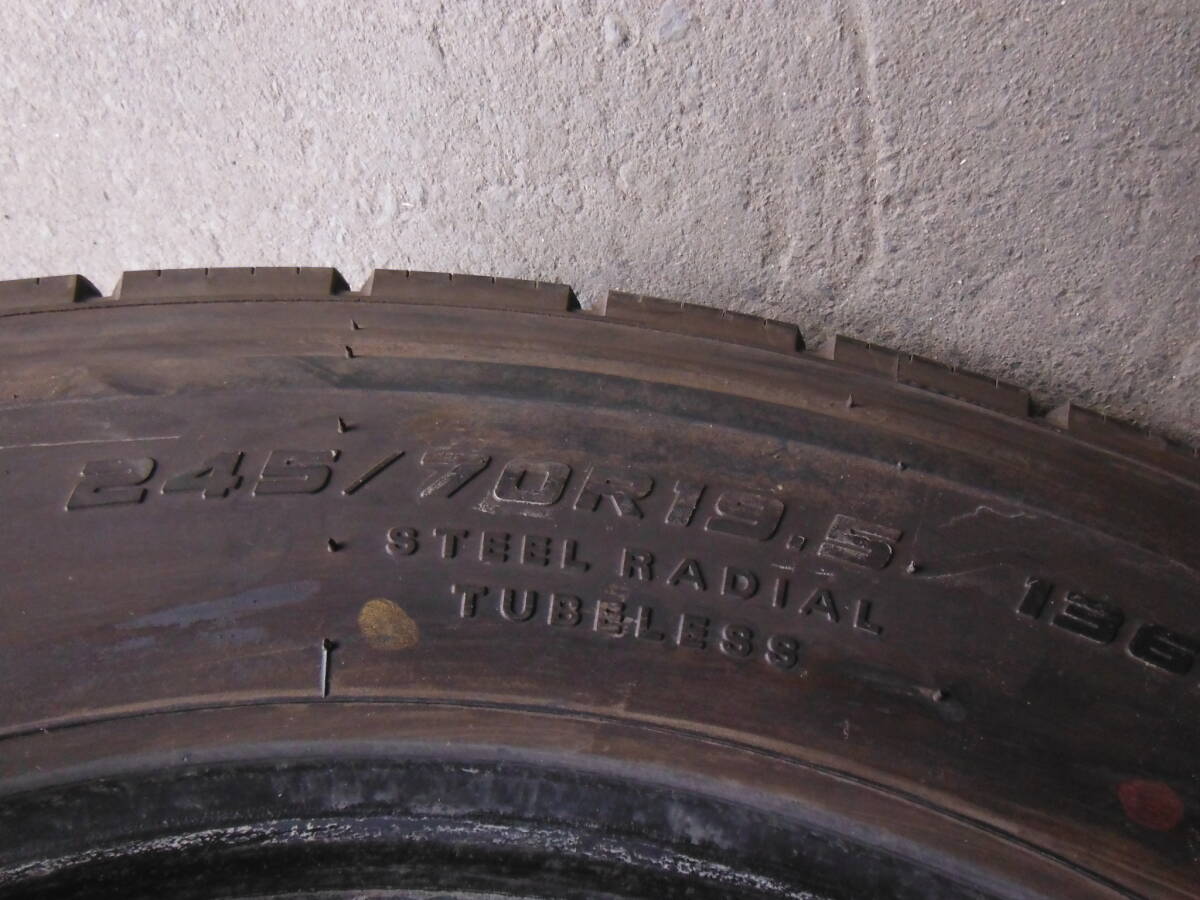 245/70R19.5 136
STEEL RADIAL
TUBELESS